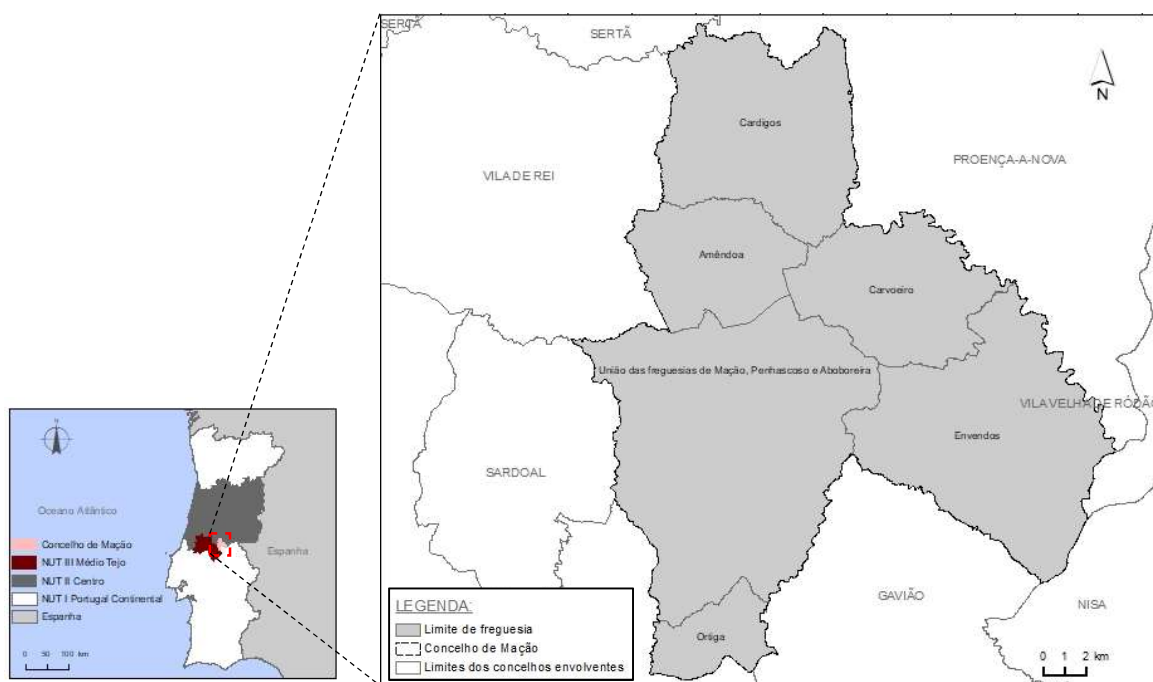 SERTÃ
SERTÃ
N
Cardigos
PROENÇA-A-NOVA
VILA DE REI
Amêndoa
Carvoeiro
União das freguesias de Mação, Penhascoso e Aboboreira
VILA VELHA DE RÓDÃO
Envendos
SARDOAL
GAVIÃO
NISA
Ortiga
LEGENDA:
Limite de freguesia
Concelho de Mação
Limites dos concelhos envolventes
0 1 2 km
N
Oceano Atlântico
Espanha
Concelho de Mação
NUT III Médio Tejo
NUT II Centro
NUT I Portugal Continental
Espanha
0 50 100 km